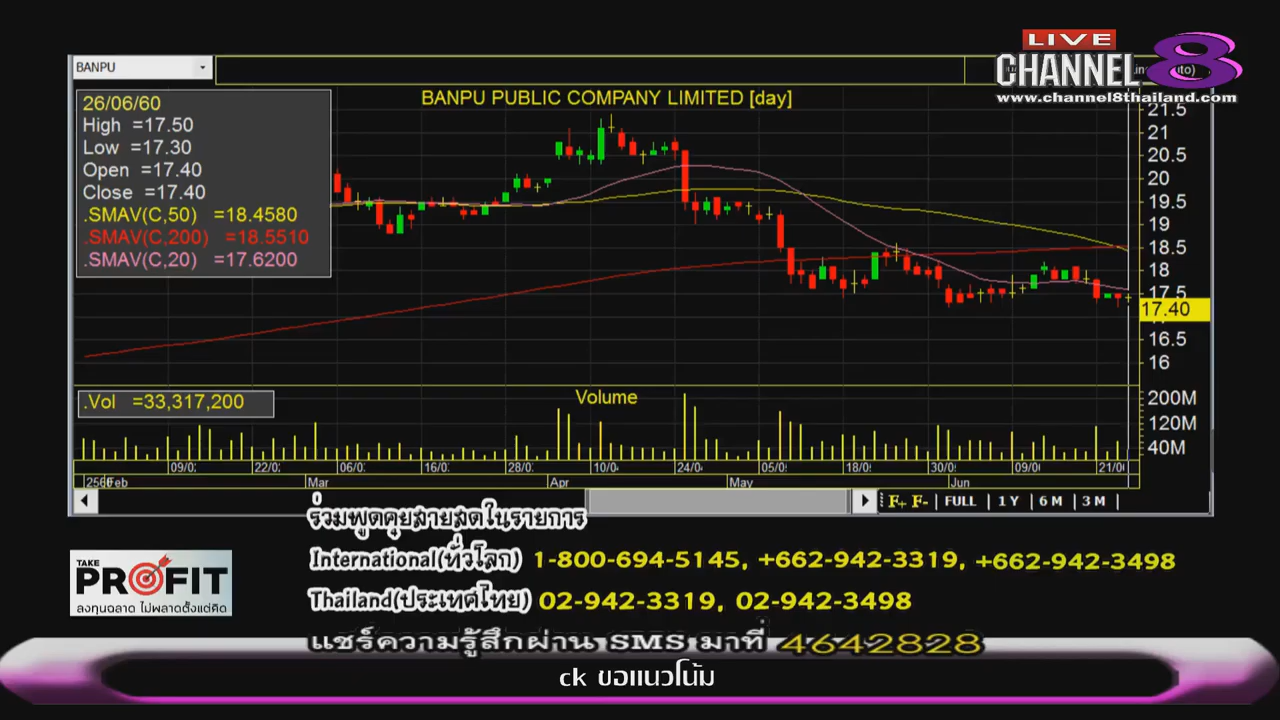 LIVE
CHANNEL 8
www.channel8thailand.com
BANPU
BANPU PUBLIC COMPANY LIMITED [day]
26/06/60
High =17.50
Low =17.30
Open =17.40
Close =17.40
.SMAV(C,50) =18.4580
.SMAV(C,200) =18.5510
.SMAV(C,20) =17.6200
21.5
21
20.5
20
19.5
19
18.5
18
17.5
17.40
16.5
16
.Vol =33,317,200
Volume
200M
120M
40M
09/0 22/0 06/0 16/0 28/0 10/0 24/0 05/0 18/0 30/0 09/0 21/0
Feb Mar Apr May Jun
F+ F- | FULL | 1 Y | 6 M | 3 M |
ร่วมพูดคุยสายสดในรายการ
International(ทั่วโลก) 1-800-694-5145, +662-942-3319, +662-942-3498
Thailand(ประเทศไทย) 02-942-3319, 02-942-3498
แชร์ความรู้สึกผ่าน SMS มาที่ 4642828
TAKE
PROFIT
ลงทุนฉลาด ไม่พลาดตั้งแต่คิด
ck ขอแนวโน้ม